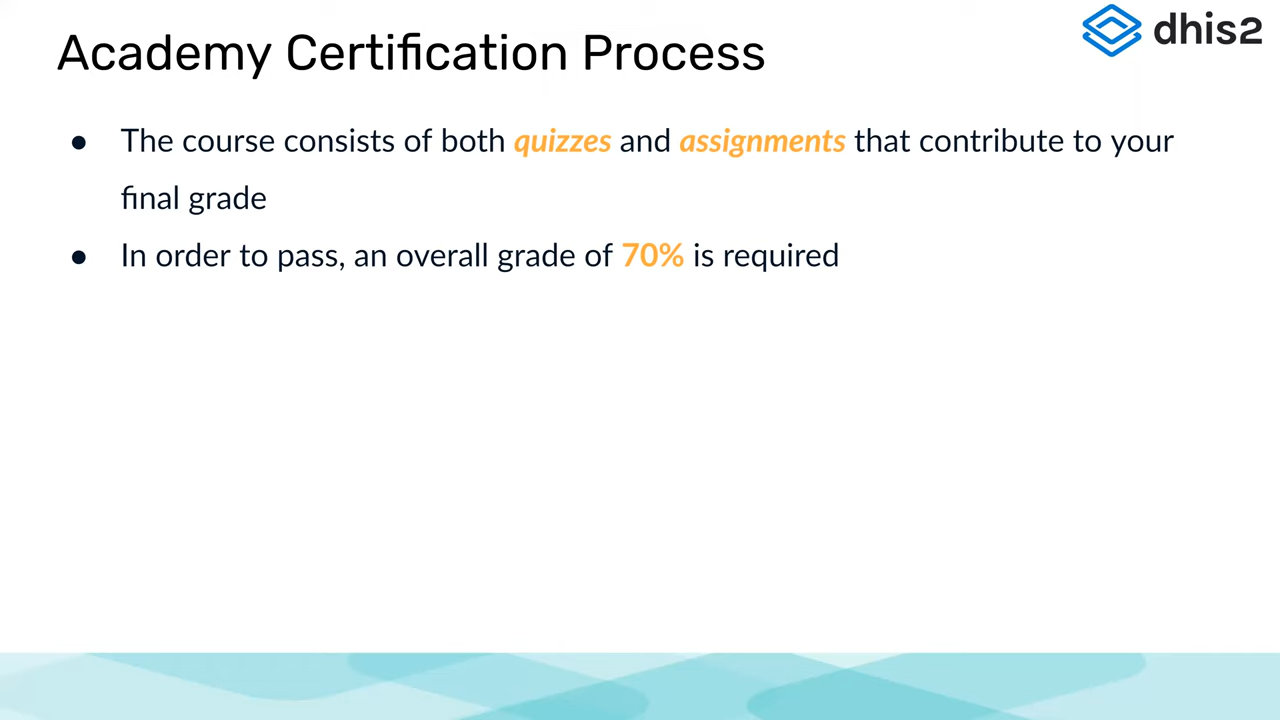 Academy Certification Process
dhis2
● The course consists of both quizzes and assignments that contribute to your
final grade
● In order to pass, an overall grade of 70% is required